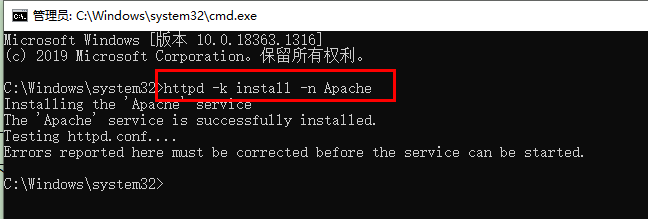 管理员: C:\Windows\system32\cmd.exe
Microsoft Windows [版本 10.0.18363.1316]
(c) 2019 Microsoft Corporation。保留所有权利。
C:\Windows\system32>httpd -k install -n Apache
Installing the 'Apache' service
The 'Apache' service is successfully installed.
Testing httpd.conf....
Errors reported here must be corrected before the service can be started.
C:\Windows\system32>